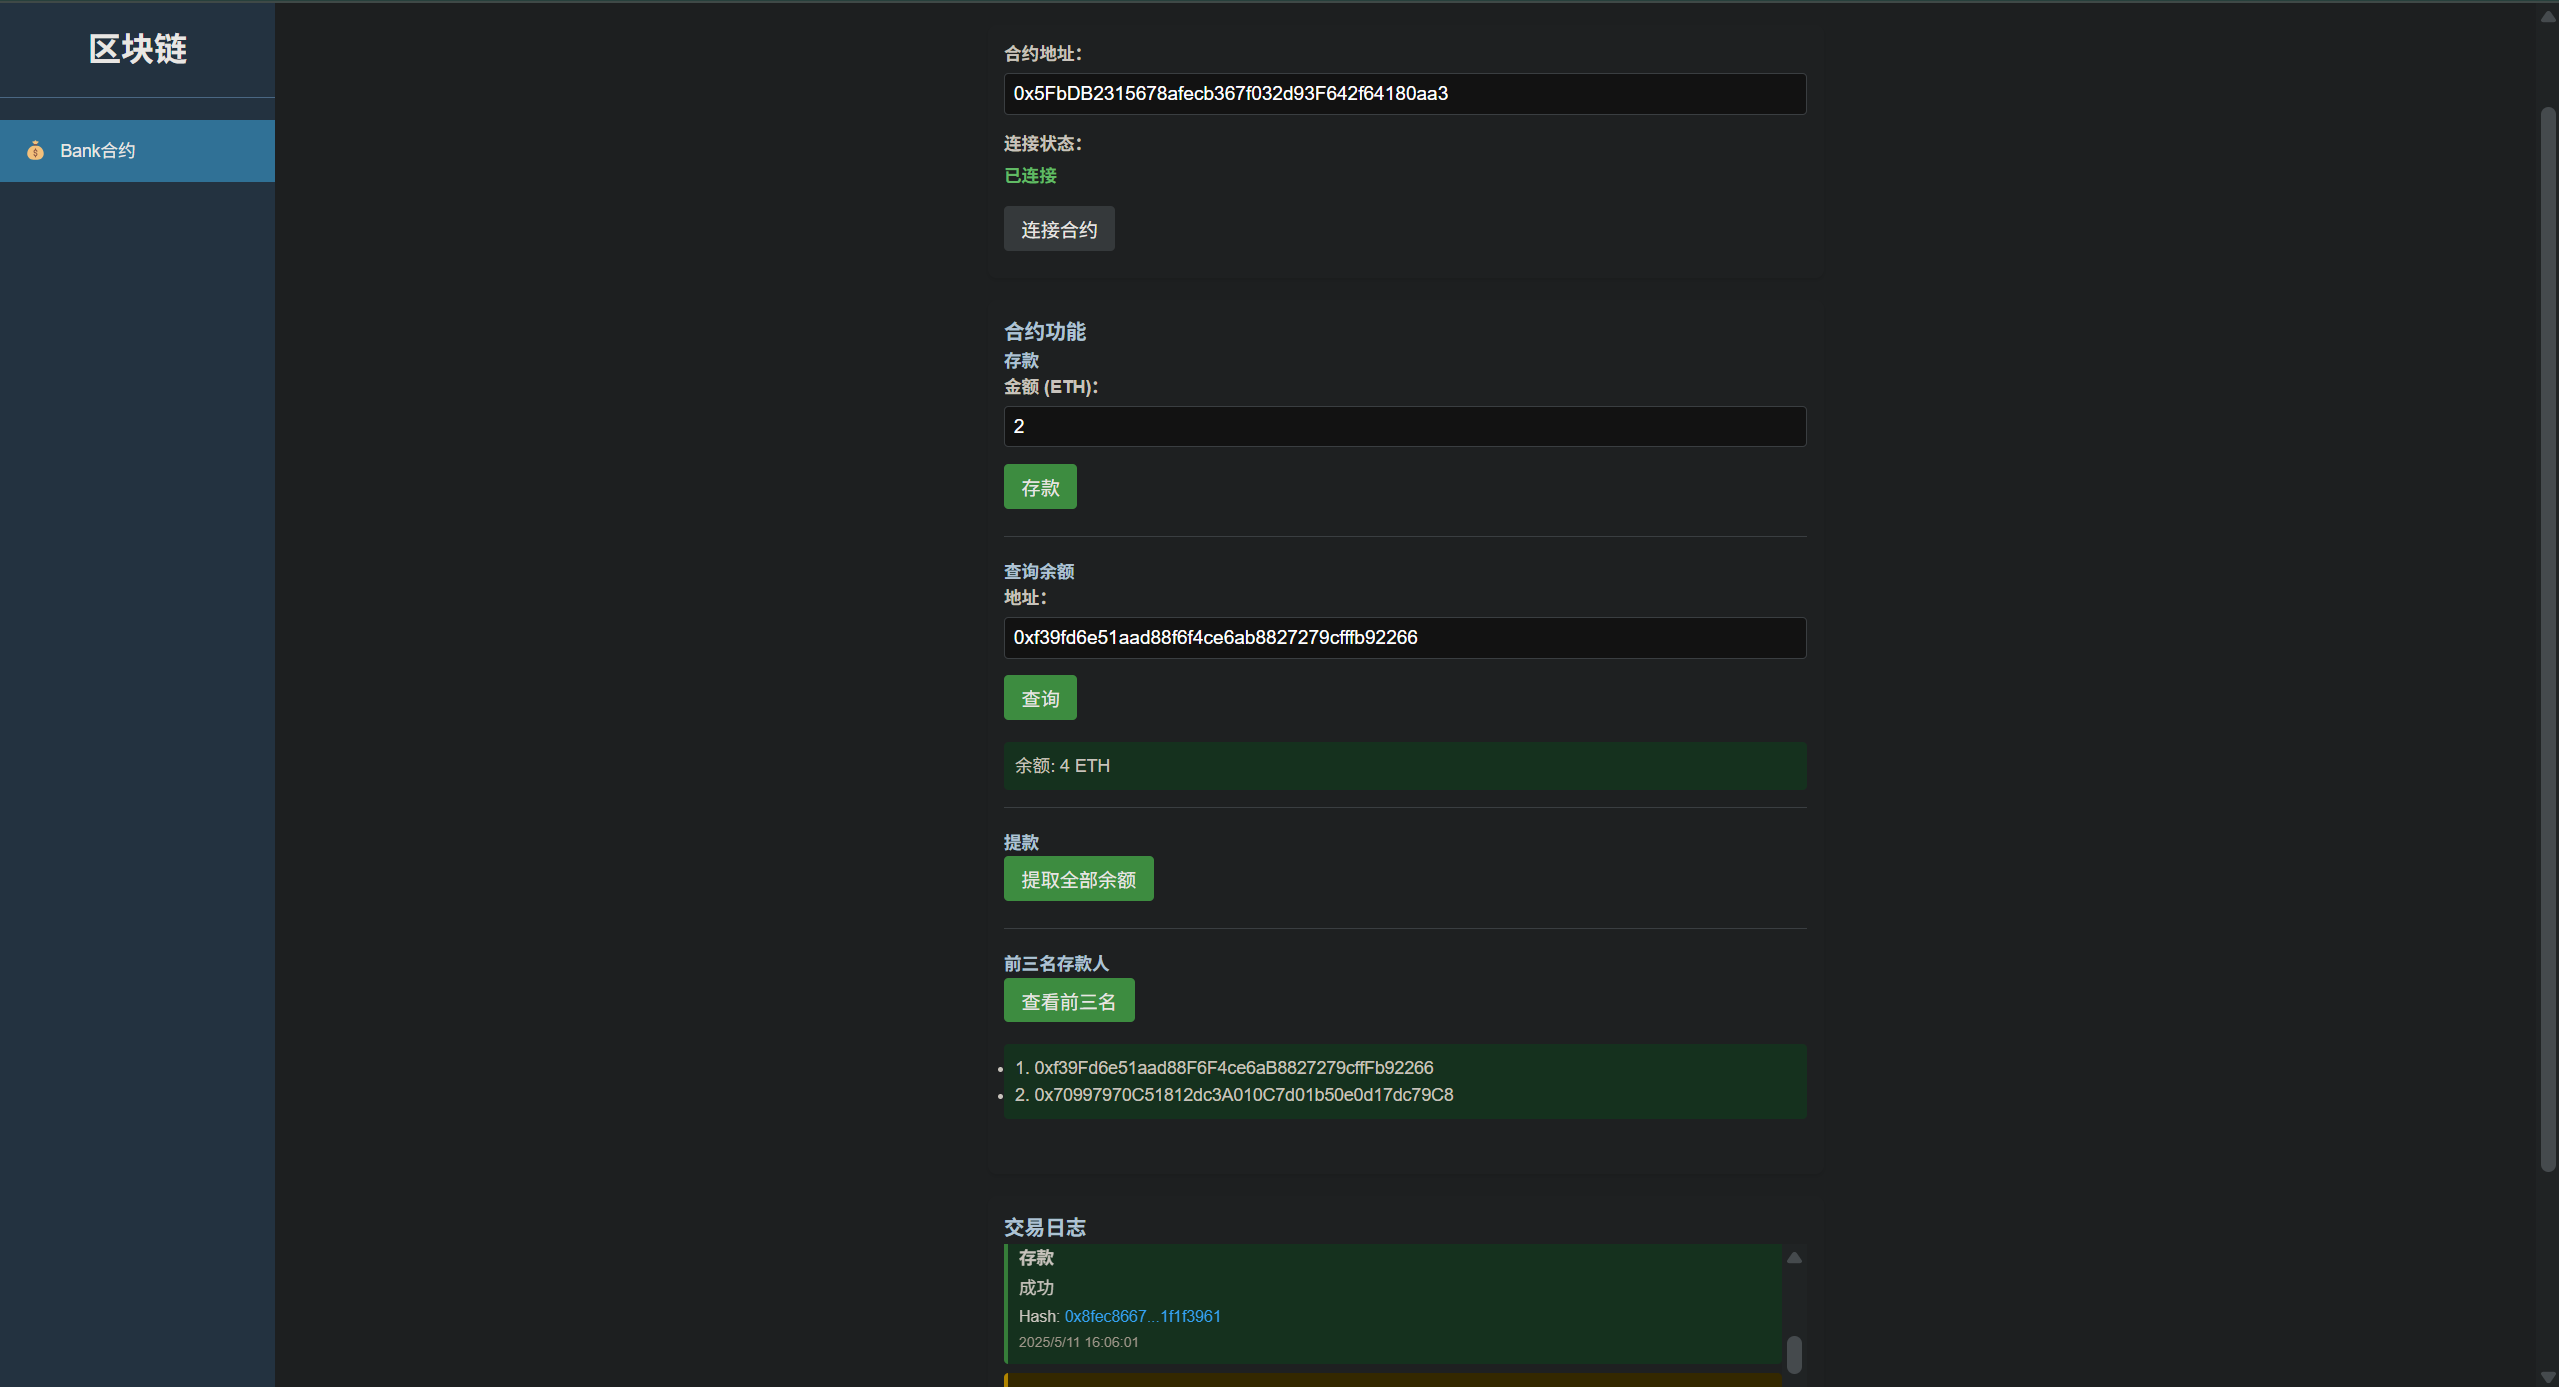 区块链
Bank合约
合约地址：
0x5FbDB2315678afecb367f032d93F642f64180aa3
连接状态：
已连接
连接合约
合约功能
存款
金额 (ETH)：
2
存款
查询余额
地址：
0xf39fd6e51aad88f6f4ce6ab8827279cfffb92266
查询
余额: 4 ETH
提款
提取全部余额
前三名存款人
查看前三名
1. 0xf39Fd6e51aad88F6F4ce6aB8827279cffFb92266
2. 0x70997970C51812dc3A010C7d01b50e0d17dc79C8
交易日志
存款
成功
Hash: 0x8fec8667...1f1f3961
2025/5/11 16:06:01